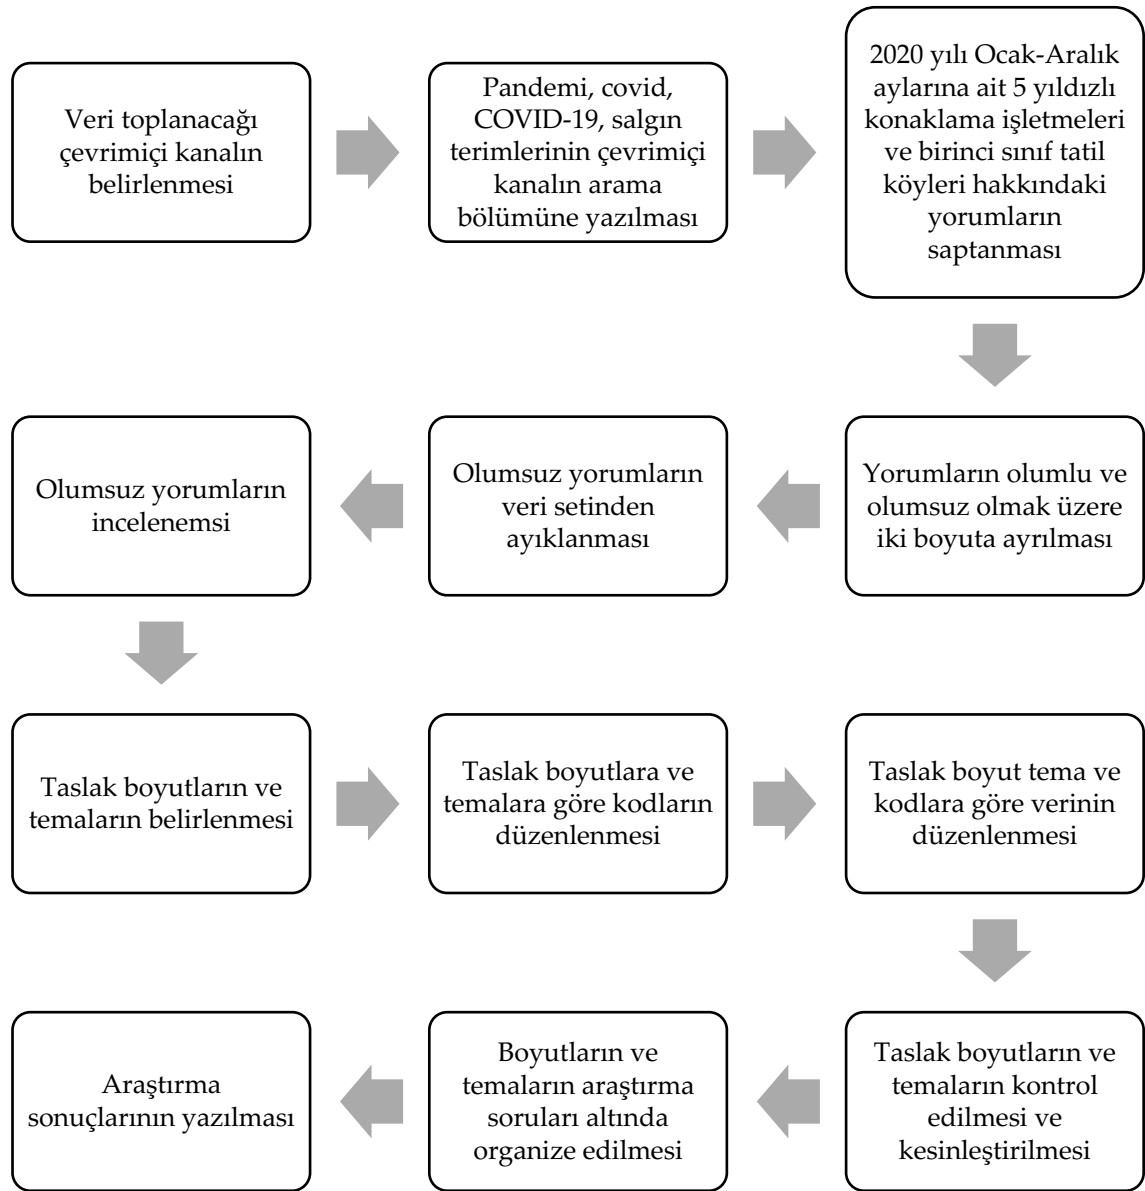 Veri toplanacağı
çevrimiçi kanalın
belirlenmesi
Pandemi, covid,
COVID-19, salgın
terimlerinin çevrimiçi
kanalın arama
bölümüne yazılması
2020 yılı Ocak-Aralık
aylarına ait 5 yıldızlı
konaklama işletmeleri
ve birinci sınıf tatil
köyleri hakkındaki
yorumların
saptanması
Yorumların olumlu ve
olumsuz olmak üzere
iki boyuta ayrılması
Olumsuz yorumların
veri setinden
ayıklanması
Olumsuz yorumların
incelenemsi
Taslak boyutların ve
temaların belirlenmesi
Taslak boyutlara ve
temalara göre kodların
düzenlenmesi
Taslak boyut tema ve
kodlara göre verinin
düzenlenmesi
Taslak boyutların ve
temaların kontrol
edilmesi ve
kesinleştirilmesi
Boyutların ve
temaların araştırma
soruları altında
organize edilmesi
Araştırma
sonuçlarının yazılması